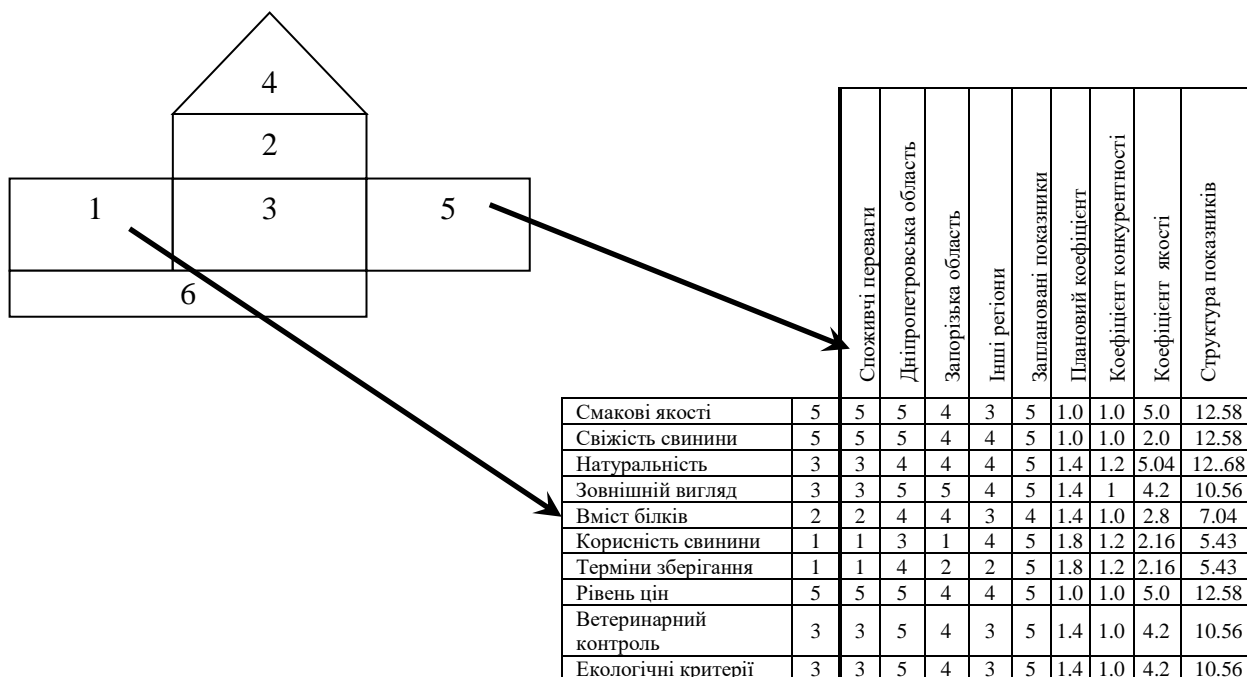 4
2
1 3 5
6
Споживчі переваги
Дніпропетровська область
Запорізька область
Інші регіони
Заплановані показники
Плановий коефіцієнт
Коефіцієнт конкурентності
Коефіцієнт якості
Структура показників
Смакові якості 5 5 5 4 3 5 1.0 1.0 5.0 12.58
Свіжість свинини 5 5 5 4 4 5 1.0 1.0 2.0 12.58
Натуральність 3 3 4 4 4 5 1.4 1.2 5.04 12..68
Зовнішній вигляд 3 3 5 5 4 5 1.4 1 4.2 10.56
Вміст білків 2 2 4 4 3 4 1.4 1.0 2.8 7.04
Корисність свинини 1 1 3 1 4 5 1.8 1.2 2.16 5.43
Терміни зберігання 1 1 4 2 2 5 1.8 1.2 2.16 5.43
Рівень цін 5 5 5 4 4 5 1.0 1.0 5.0 12.58
Ветеринарний
контроль 3 3 5 4 3 5 1.4 1.0 4.2 10.56
Екологічні критерії 3 3 5 4 3 5 1.4 1.0 4.2 10.56